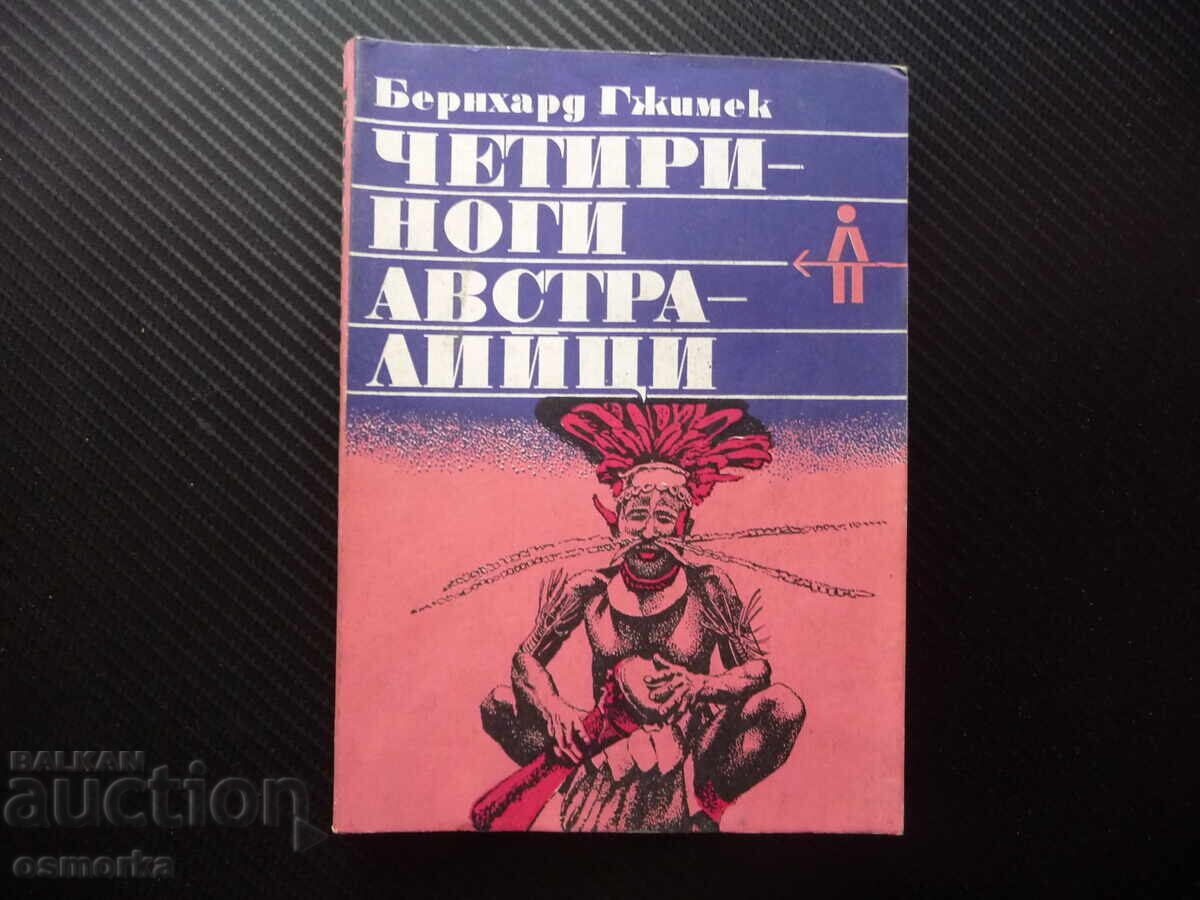 Бернхард Гжимек
ЧЕТИРИ-
НОГИ
АВСТРА-
ЛИЙЦИ
BALKAN
auction
osmorka